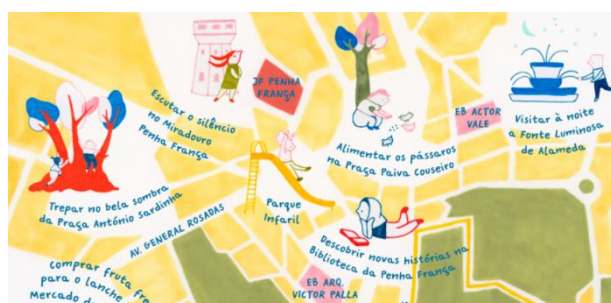 JF PENHA
FRANÇA
Escutar o silêncio
no Miradouro
Penha França
EB ACTOR
VALE
Visitar à noite
a Fonte Luminosa
de Alameda
Alimentar os pássaros
na Praça Paiva Couseiro
Trepar no bela sombra
da Praça António Sardinha
Parque
Infaril
AV. GENERAL ROSADAS
Descobrir novas histórias na
Biblioteca da Penha França
Comprar fruta
para o lanche
Mercado
EB ARQ.
VICTOR PALLA